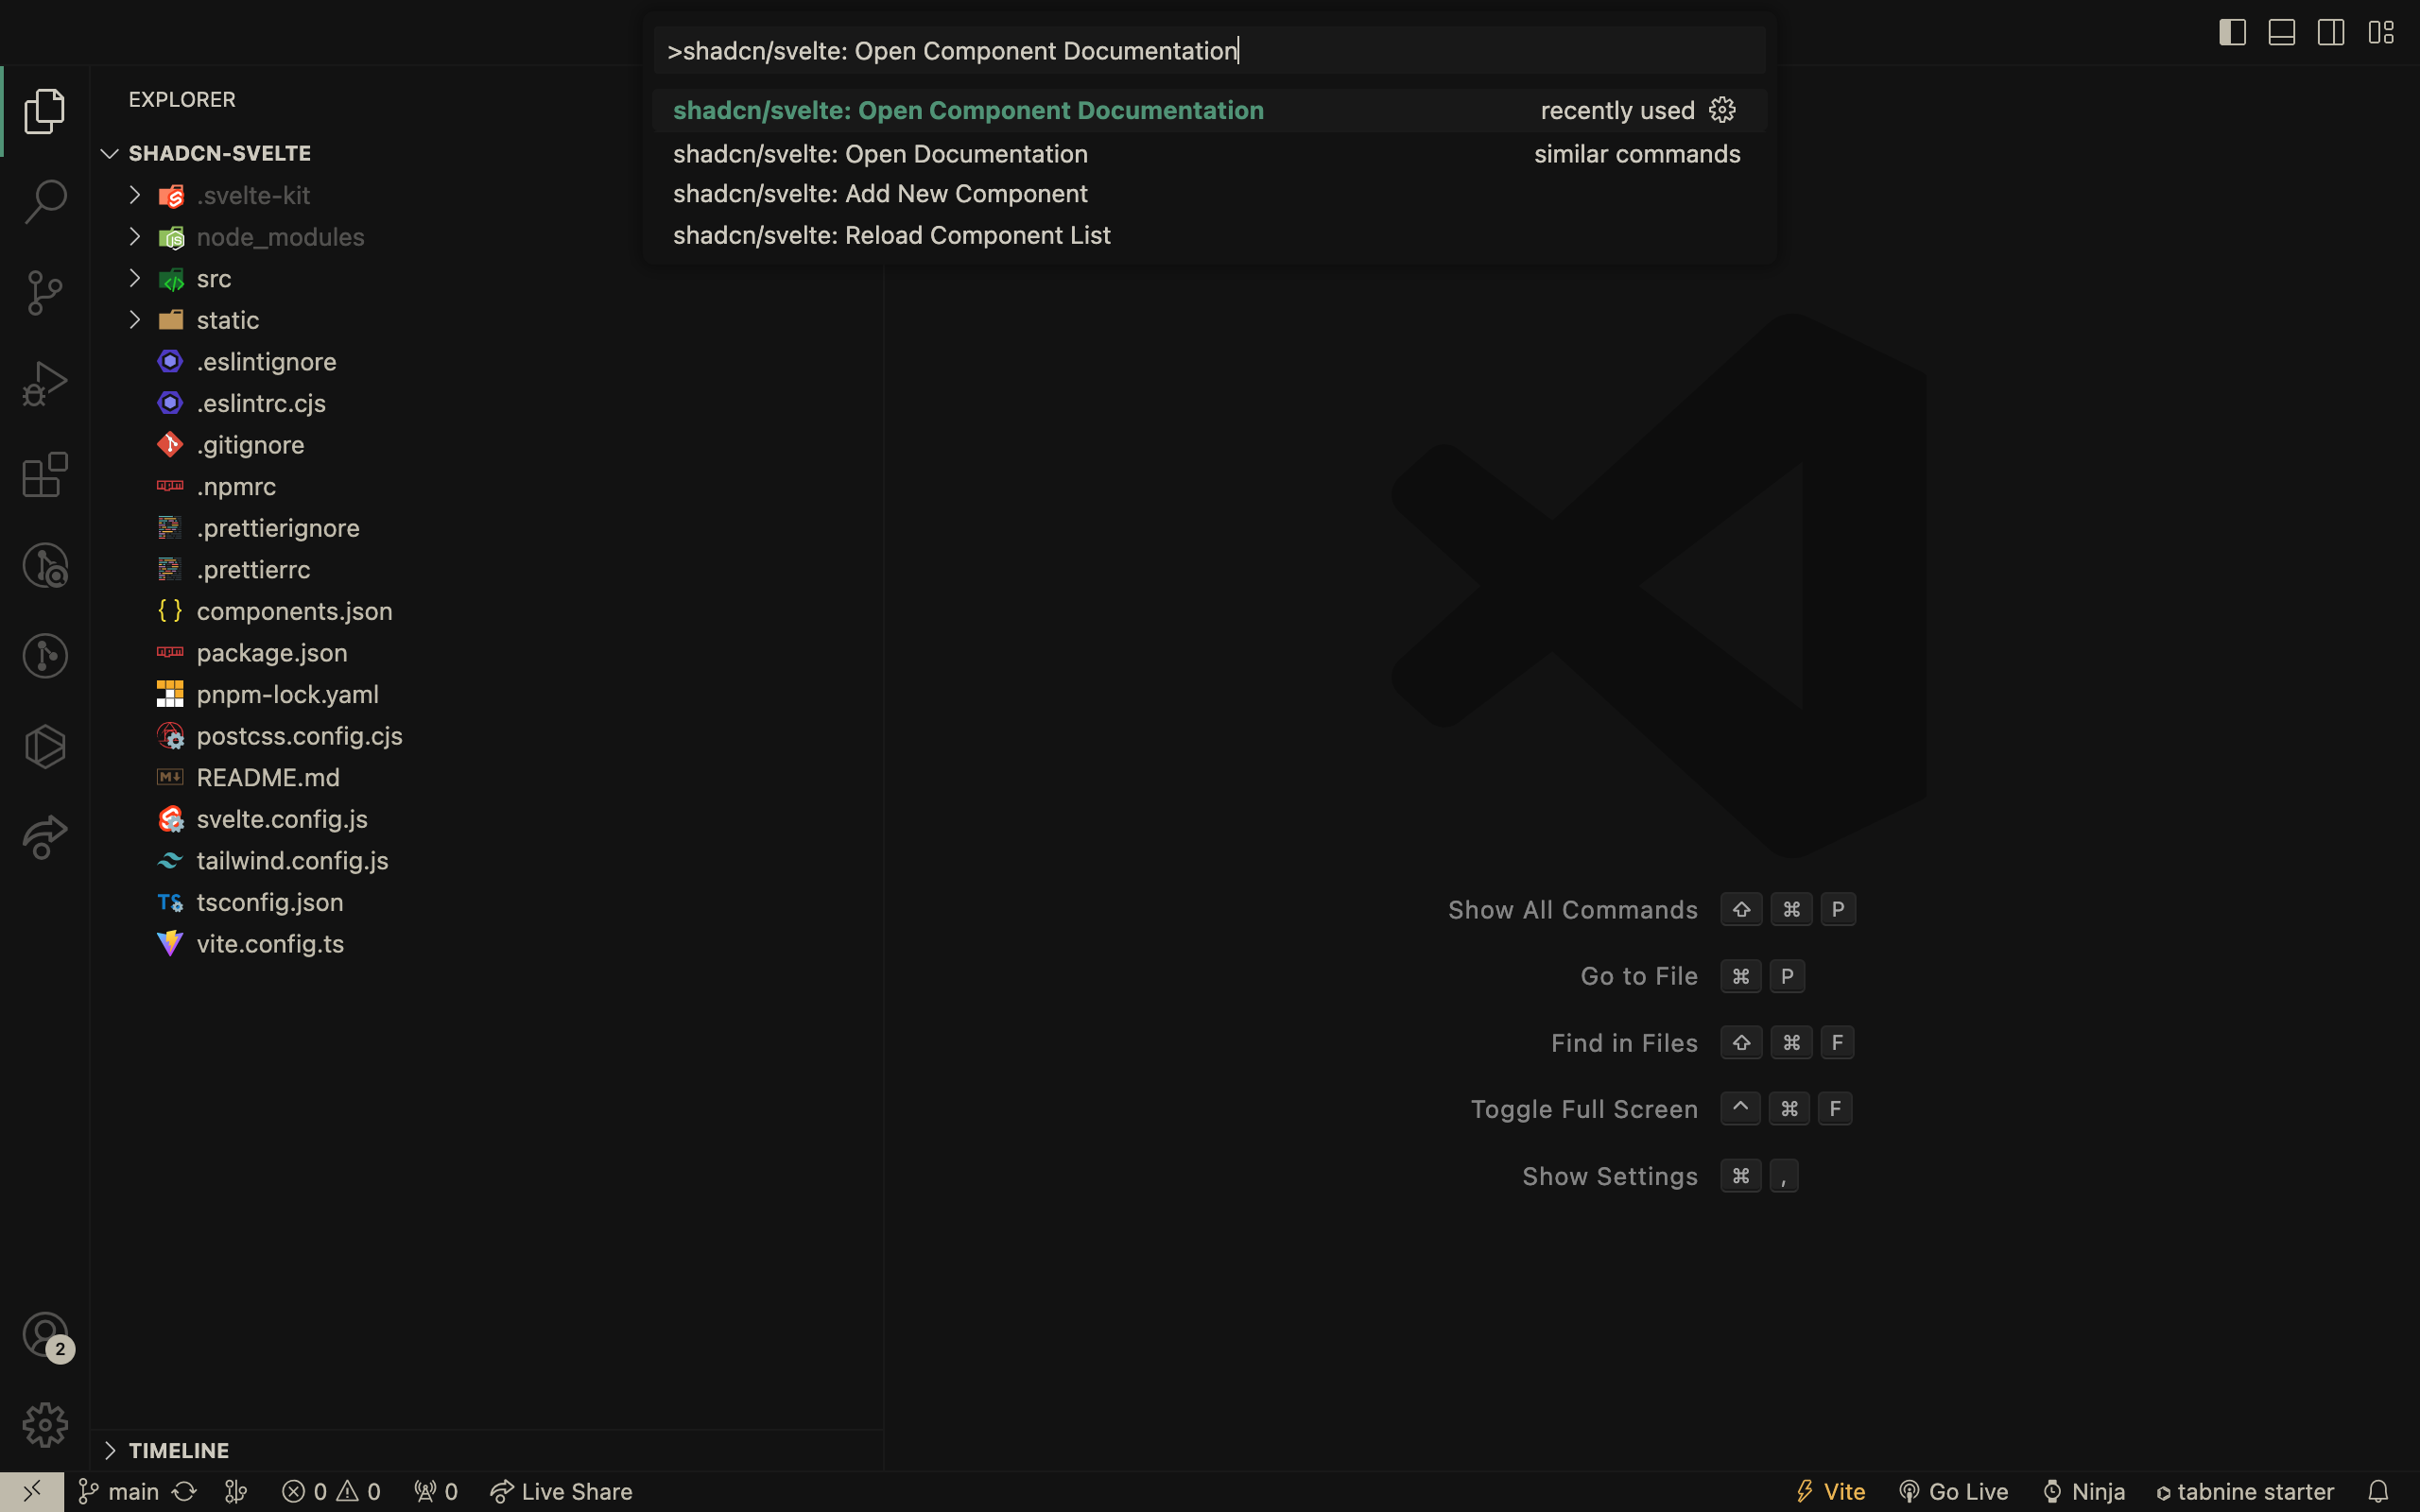 >shadcn/svelte: Open Component Documentation
shadcn/svelte: Open Component Documentation recently used
shadcn/svelte: Open Documentation similar commands
shadcn/svelte: Add New Component
shadcn/svelte: Reload Component List
EXPLORER
SHADCN-SVELTE
.svelte-kit
node_modules
src
static
.eslintignore
.eslintrc.cjs
.gitignore
.npmrc
.prettierignore
.prettierrc
components.json
package.json
pnpm-lock.yaml
postcss.config.cjs
README.md
svelte.config.js
tailwind.config.js
tsconfig.json
vite.config.ts
Show All Commands ⇧ ⌘ P
Go to File ⌘ P
Find in Files ⇧ ⌘ F
Toggle Full Screen ^ ⌘ F
Show Settings ⌘ ,
2
TIMELINE
main 0 0 0 Live Share Vite Go Live Ninja tabnine starter